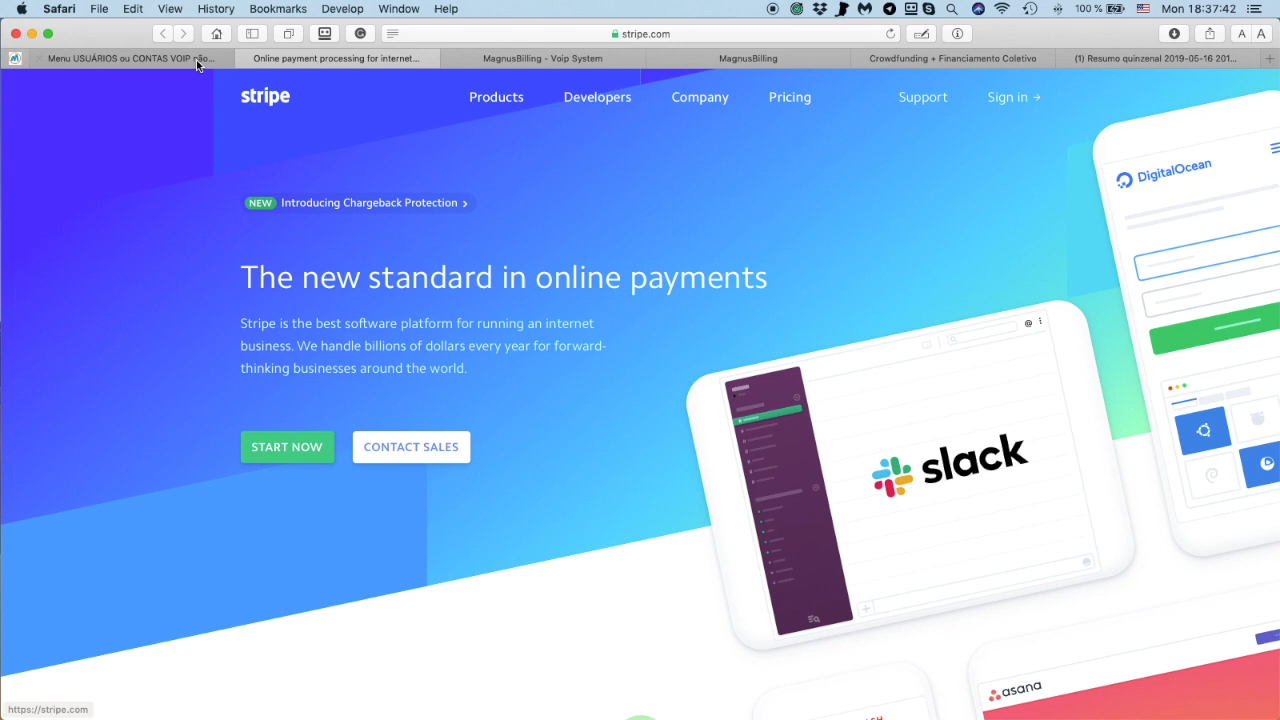 Safari File Edit View History Bookmarks Develop Window Help 100 % Mon 18:37:42
stripe.com
A A
Menu USUÁRIOS ou CONTAS VOIP não... Online payment processing for internet... MagnusBilling - Voip System MagnusBilling Crowdfunding + Financiamento Coletivo (1) Resumo quinzenal 2019-05-16 201...
stripe Products Developers Company Pricing Support Sign in →
DigitalOcean
NEW Introducing Chargeback Protection
The new standard in online payments
Stripe is the best software platform for running an internet
business. We handle billions of dollars every year for forward-
thinking businesses around the world.
START NOW CONTACT SALES
slack
asana
https://stripe.com